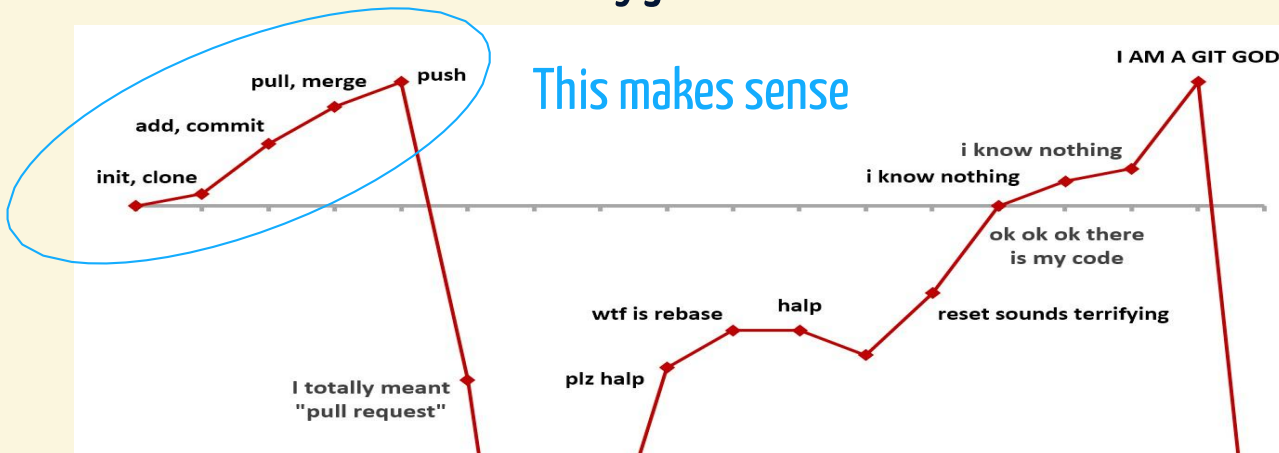 I AM A GIT GOD
push
pull, merge
This makes sense
add, commit
i know nothing
init, clone
i know nothing
ok ok ok there
is my code
halp
wtf is rebase
reset sounds terrifying
plz halp
I totally meant
"pull request"